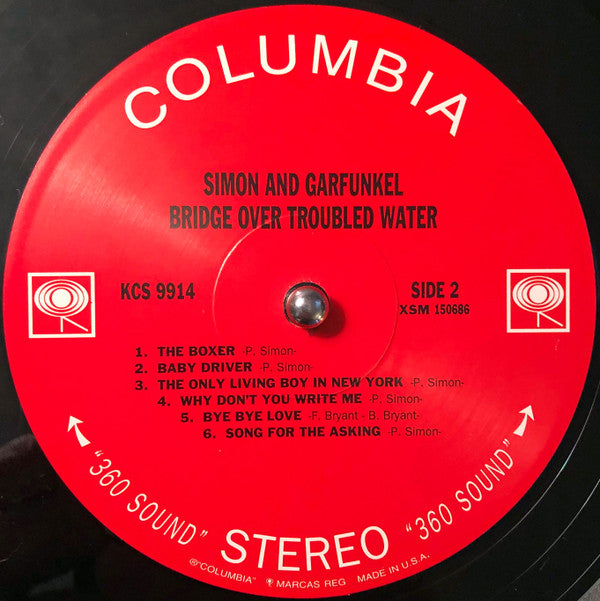 COLUMBIA
SIMON AND GARFUNKEL
BRIDGE OVER TROUBLED WATER
KCS 9914
SIDE 2
XSM 150686
1. THE BOXER -P. Simon-
2. BABY DRIVER -P. Simon-
3. THE ONLY LIVING BOY IN NEW YORK -P. Simon-
4. WHY DON'T YOU WRITE ME -P. Simon-
5. BYE BYE LOVE -F. Bryant - B. Bryant-
6. SONG FOR THE ASKING -P. Simon-
"360 SOUND" STEREO "360 SOUND"
®"COLUMBIA" MARCAS REG MADE IN U.S.A.